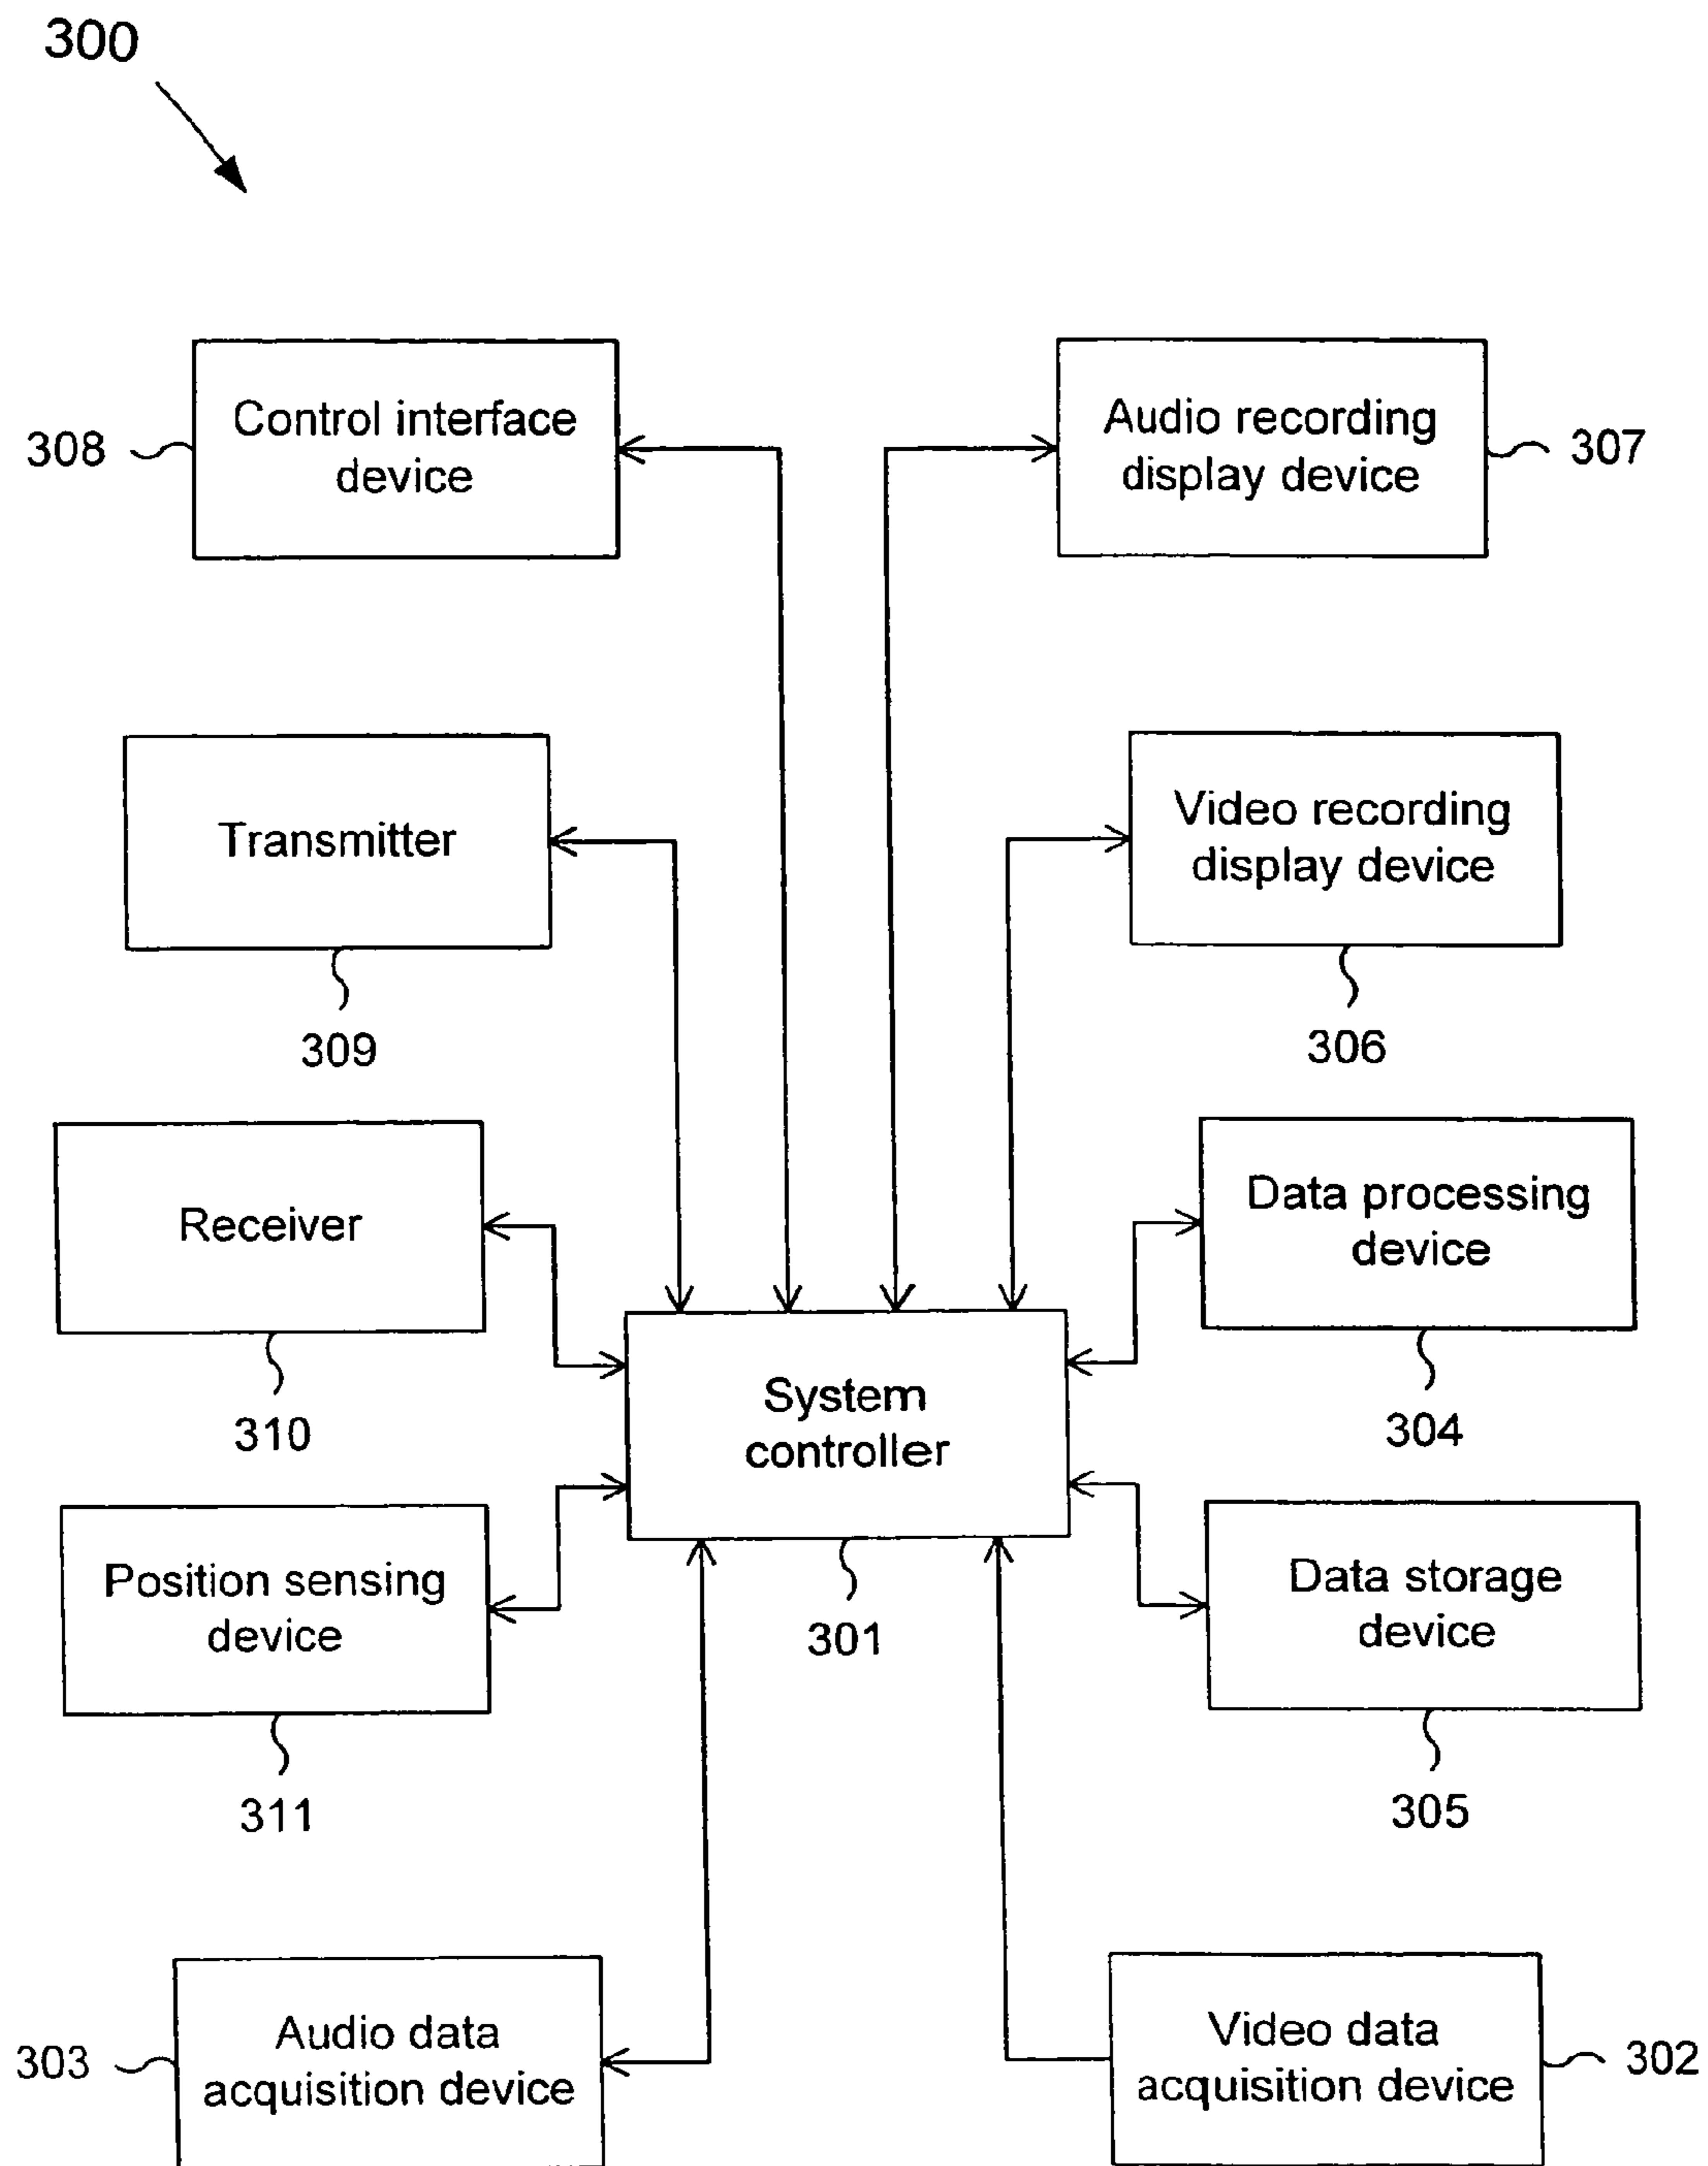 300
Control interface
device
308
Audio recording
display device
307
Transmitter
309
Video recording
display device
306
Receiver
310
Data processing
device
304
System
controller
301
Position sensing
device
311
Data storage
device
305
Audio data
acquisition device
303
Video data
acquisition device
302